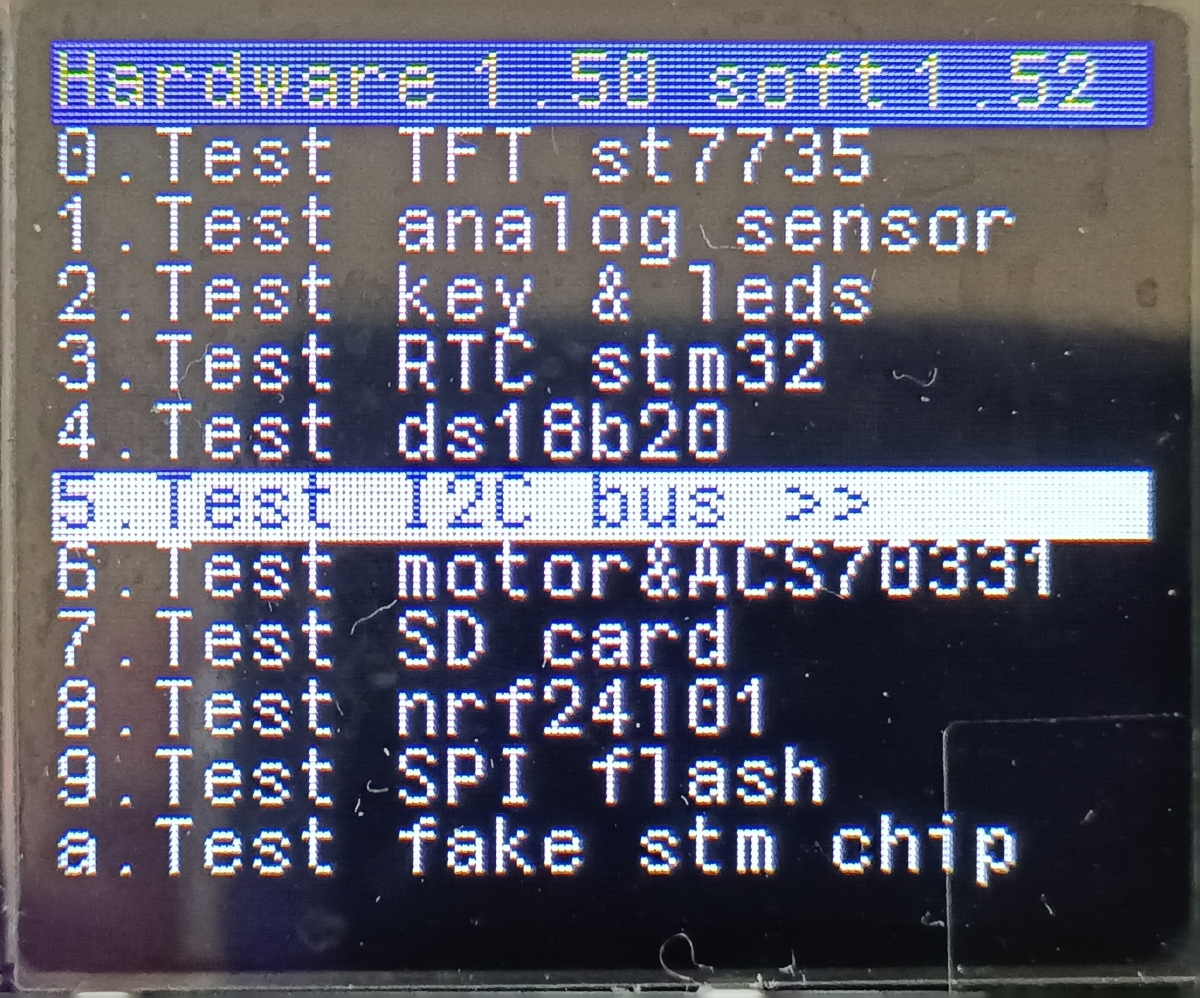 Hardware 1.50 soft 1.52
0.Test TFT st7735
1.Test analog sensor
2.Test key & leds
3.Test RTC stm32
4.Test ds18b20
5.Test I2C bus >>
6.Test motor&ACS70331
7.Test SD card
8.Test nrf24l01
9.Test SPI flash
a.Test fake stm chip